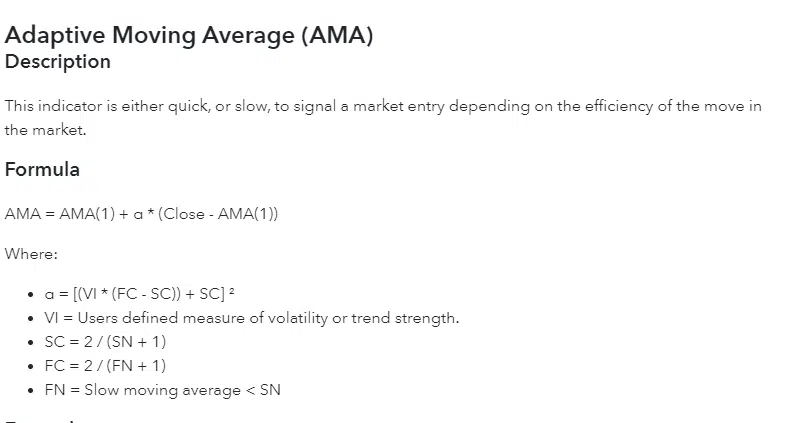 Adaptive Moving Average (AMA)
Description
This indicator is either quick, or slow, to signal a market entry depending on the efficiency of the move in
the market.
Formula
AMA = AMA(1) + α * (Close - AMA(1))
Where:
• α = [(VI * (FC - SC)) + SC] ²
• VI = Users defined measure of volatility or trend strength.
• SC = 2 / (SN + 1)
• FC = 2 / (FN + 1)
• FN = Slow moving average < SN